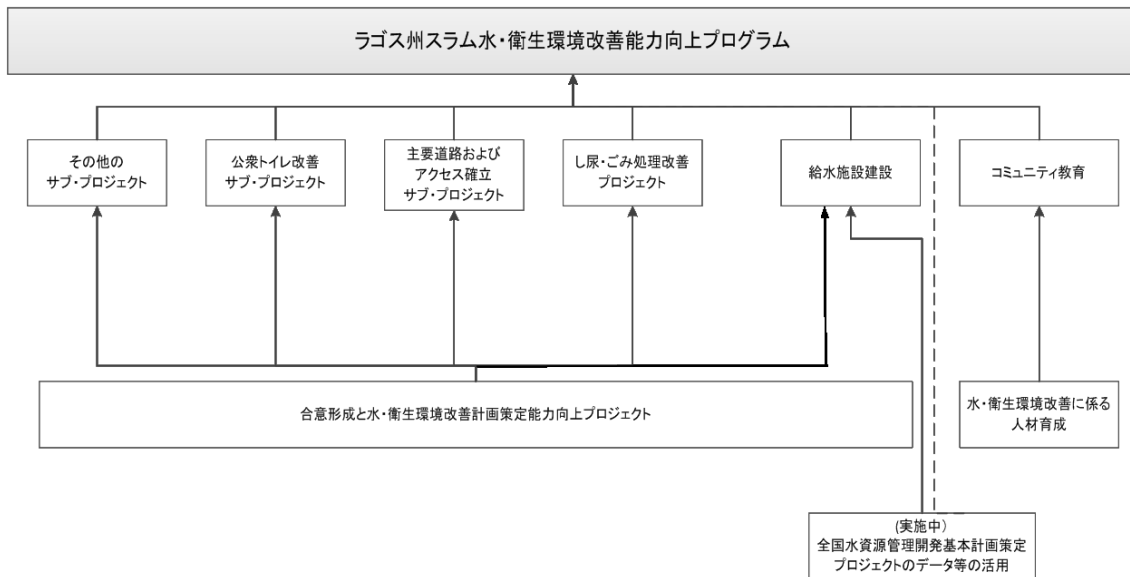 ラゴス州スラム水・衛生環境改善能力向上プログラム
その他の
サブ・プロジェクト
公衆トイレ改善
サブ・プロジェクト
主要道路および
アクセス確立
サブ・プロジェクト
し尿・ごみ処理改善
プロジェクト
給水施設建設
コミュニティ教育
合意形成と水・衛生環境改善計画策定能力向上プロジェクト
水・衛生環境改善に係る
人材育成
(実施中）
全国水資源管理開発基本計画策定
プロジェクトのデータ等の活用